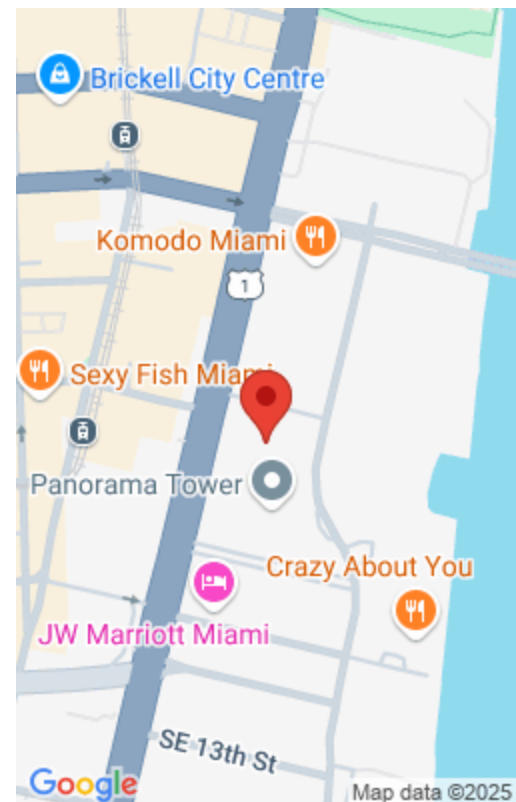 Brickell City Centre
Komodo Miami
1
Sexy Fish Miami
Panorama Tower
Crazy About You
JW Marriott Miami
SE 13th St
Google
Map data ©2025